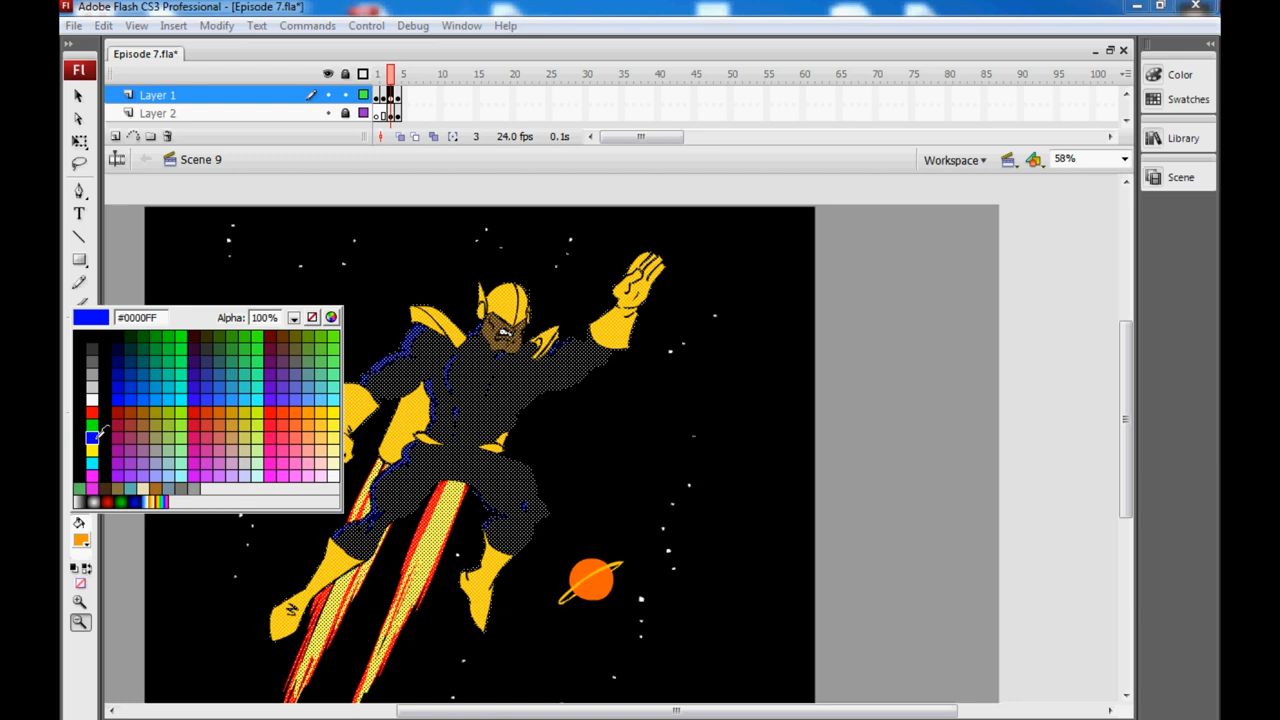 Adobe Flash CS3 Professional - [Episode 7.fla*]
File Edit View Insert Modify Text Commands Control Debug Window Help
Episode 7.fla*
Fl
1 5 10 15 20 25 30 35 40 45 50 55 60 65 70 75 80 85 90 95 100
Layer 1
Layer 2
3 24.0 fps 0.1s
Scene 9
Workspace
58%
Color
Swatches
Library
Scene
T
#0000FF
Alpha: 100%